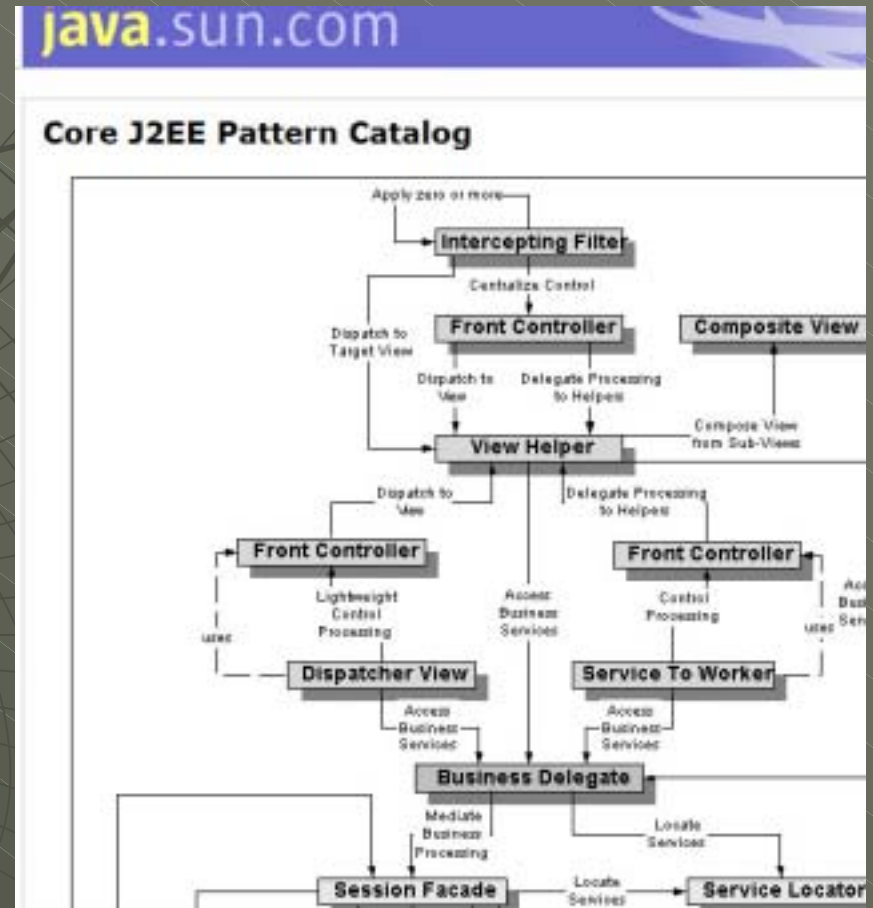 java.sun.com
Core J2EE Pattern Catalog
Apply zero or more
Intercepting Filter
Centralize Control
Dispatch to
Target View
Front Controller
Composite View
Dispatch to
View
Delegate Processing
to Helpers
Compose View
from Sub-Views
View Helper
Dispatch to
View
Delegate Processing
to Helpers
Front Controller
Front Controller
Lightweight
Control
Processing
Access
Business
Services
Control
Processing
uses
uses
Dispatcher View
Service To Worker
Access
Business
Services
Access
Business
Services
Business Delegate
Mediate
Business
Processing
Locate
Services
Session Facade
Locate
Services
Service Locator